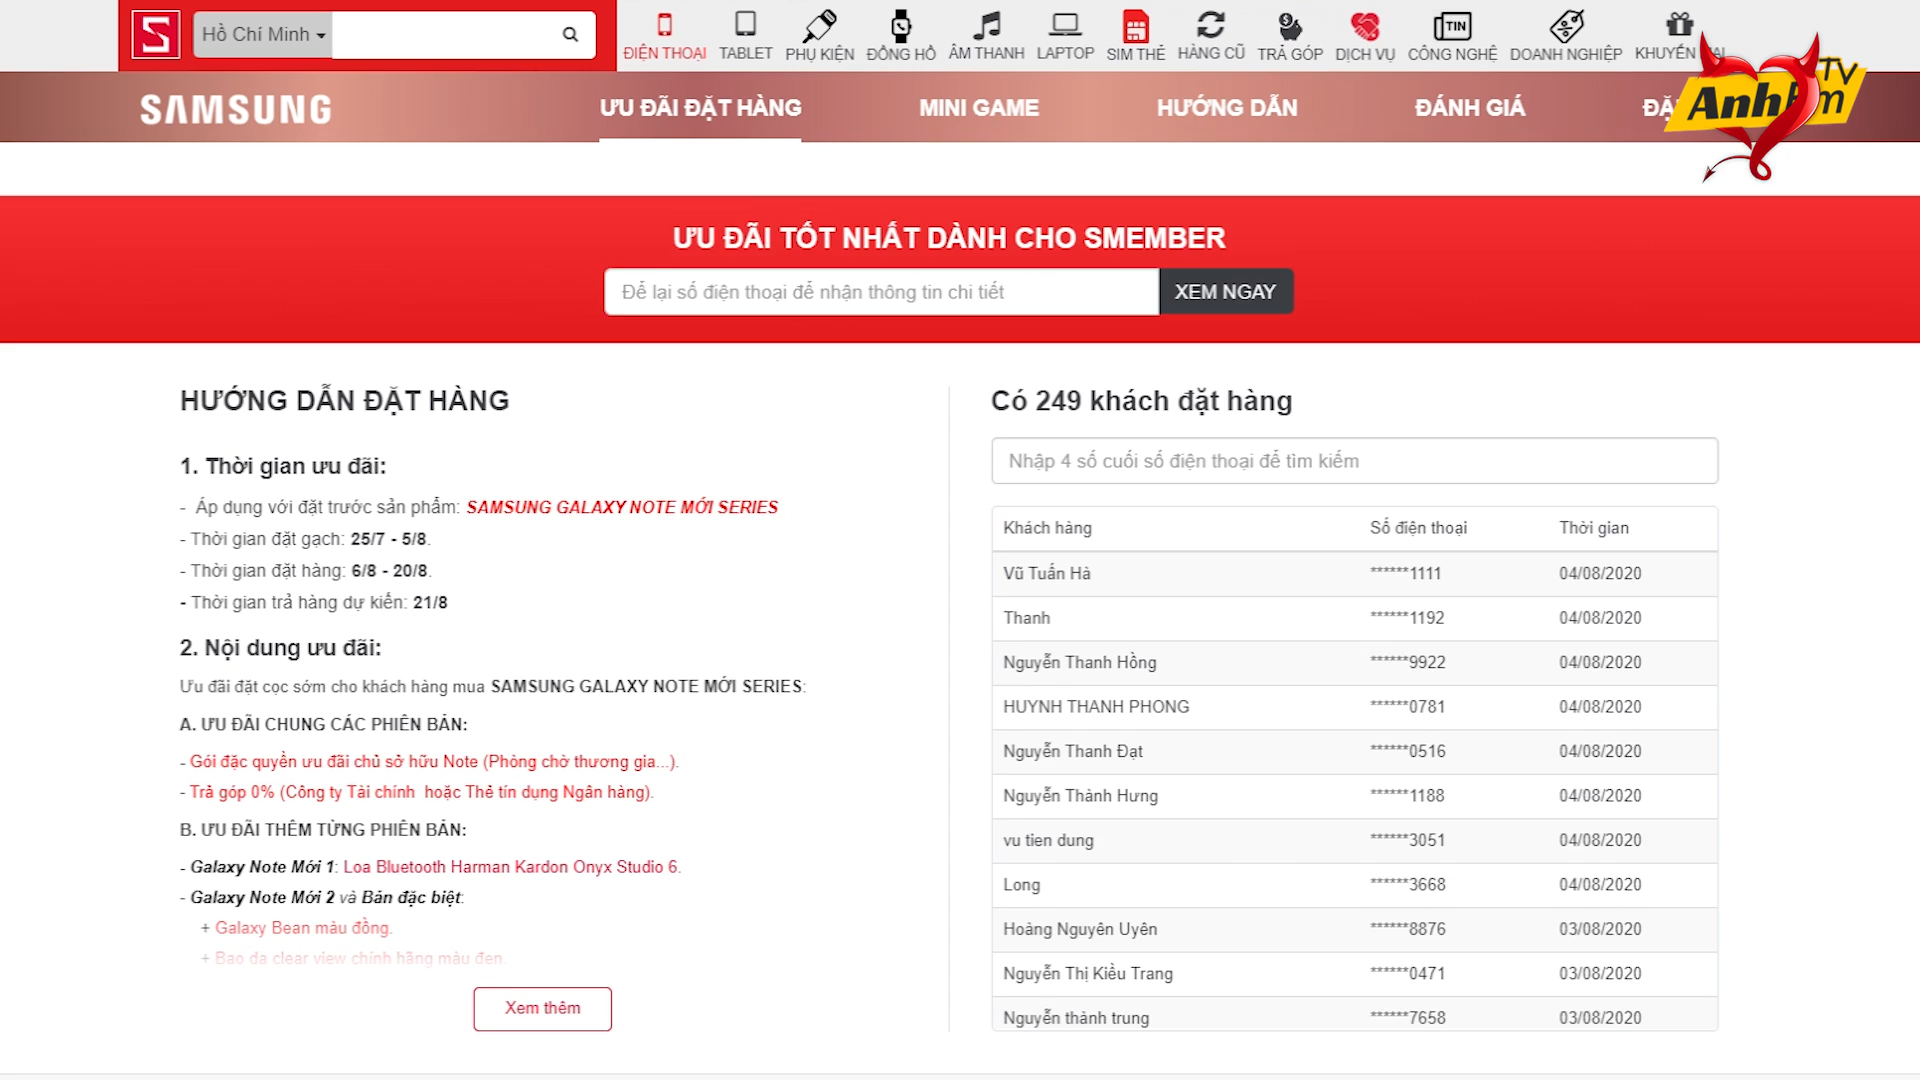 S
Hồ Chí Minh
ĐIỆN THOẠI
TABLET
PHỤ KIỆN
ĐỒNG HỒ
ÂM THANH
LAPTOP
SIM THẺ
HÀNG CŨ
TRẢ GÓP
DỊCH VỤ
TIN
CÔNG NGHỆ
DOANH NGHIỆP
KHUYẾN
TV
Anh Em
SAMSUNG
ƯU ĐÃI ĐẶT HÀNG
MINI GAME
HƯỚNG DẪN
ĐÁNH GIÁ
ƯU ĐÃI TỐT NHẤT DÀNH CHO SMEMBER
Để lại số điện thoại để nhận thông tin chi tiết
XEM NGAY
HƯỚNG DẪN ĐẶT HÀNG
1. Thời gian ưu đãi:
- Áp dụng với đặt trước sản phẩm: SAMSUNG GALAXY NOTE MỚI SERIES
- Thời gian đặt gạch: 25/7 - 5/8.
- Thời gian đặt hàng: 6/8 - 20/8.
- Thời gian trả hàng dự kiến: 21/8
2. Nội dung ưu đãi:
Ưu đãi đặt cọc sớm cho khách hàng mua SAMSUNG GALAXY NOTE MỚI SERIES:
A. ƯU ĐÃI CHUNG CÁC PHIÊN BẢN:
- Gói đặc quyền ưu đãi chủ sở hữu Note (Phòng chờ thương gia...).
- Trả góp 0% (Công ty Tài chính hoặc Thẻ tín dụng Ngân hàng).
B. ƯU ĐÃI THÊM TỪNG PHIÊN BẢN:
- Galaxy Note Mới 1: Loa Bluetooth Harman Kardon Onyx Studio 6.
- Galaxy Note Mới 2 và Bản đặc biệt:
+ Galaxy Bean màu đồng.
+ Bao da clear view chính hãng màu đen.
Xem thêm
Có 249 khách đặt hàng
Nhập 4 số cuối số điện thoại để tìm kiếm
Khách hàng Số điện thoại Thời gian
Vũ Tuấn Hà ******1111 04/08/2020
Thanh ******1192 04/08/2020
Nguyễn Thanh Hồng ******9922 04/08/2020
HUYNH THANH PHONG ******0781 04/08/2020
Nguyễn Thanh Đạt ******0516 04/08/2020
Nguyễn Thành Hưng ******1188 04/08/2020
vu tien dung ******3051 04/08/2020
Long ******3668 04/08/2020
Hoàng Nguyên Uyên ******8876 03/08/2020
Nguyễn Thị Kiều Trang ******0471 03/08/2020
Nguyễn thành trung ******7658 03/08/2020